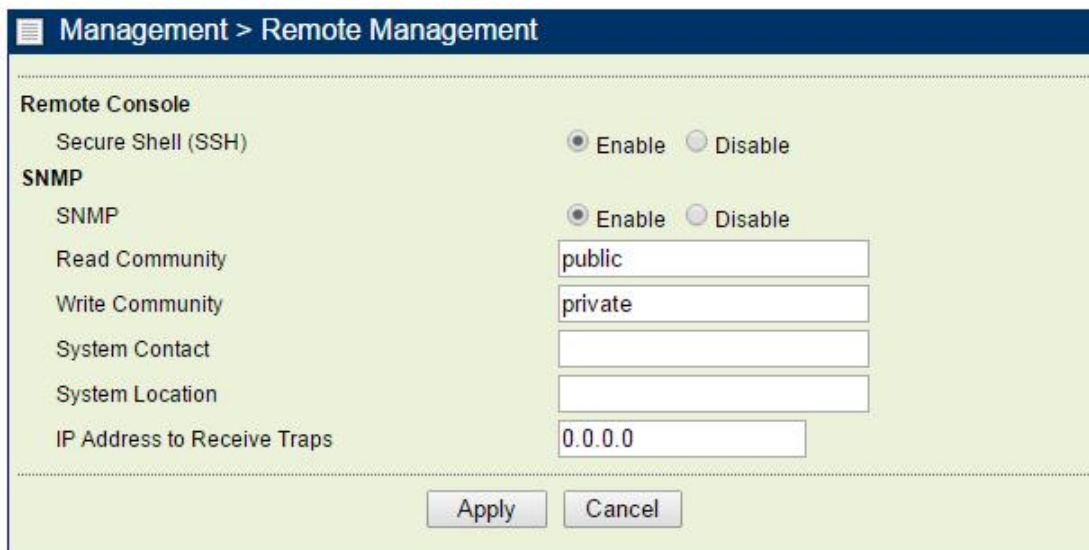 Management > Remote Management
Remote Console
Secure Shell (SSH) Enable Disable
SNMP
SNMP Enable Disable
Read Community public
Write Community private
System Contact
System Location
IP Address to Receive Traps 0.0.0.0
Apply Cancel